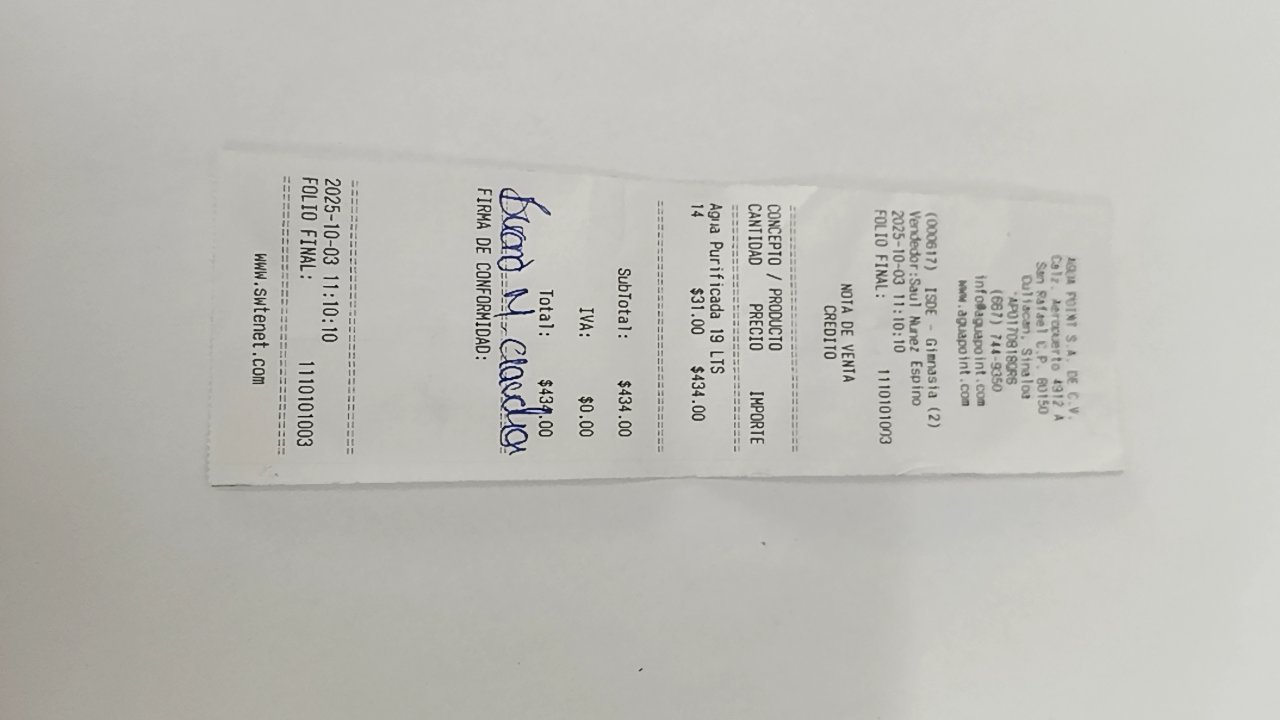 AGUA POINT S.A. DE C.V.
Calz. Aeropuerto 4912 A
San Rafael C.P. 80150
Culiacan, Sinaloa
(667) 744-9350
info@aguapoint.com
www.aguapoint.com
(000617) ISDE - Gimnasia (2)
Vendedor:Saul Nunez Espino
2025-10-03 11:10:10
FOLIO FINAL: 1110101003
NOTA DE VENTA
CREDITO
CONCEPTO / PRODUCTO
CANTIDAD PRECIO IMPORTE
Agua Purificada 19 LTS
14 $31.00 $434.00
SubTotal: $434.00
IVA: $0.00
Total: $434.00
FIRMA DE CONFORMIDAD:
2025-10-03 11:10:10
FOLIO FINAL: 1110101003
www.swtenet.com